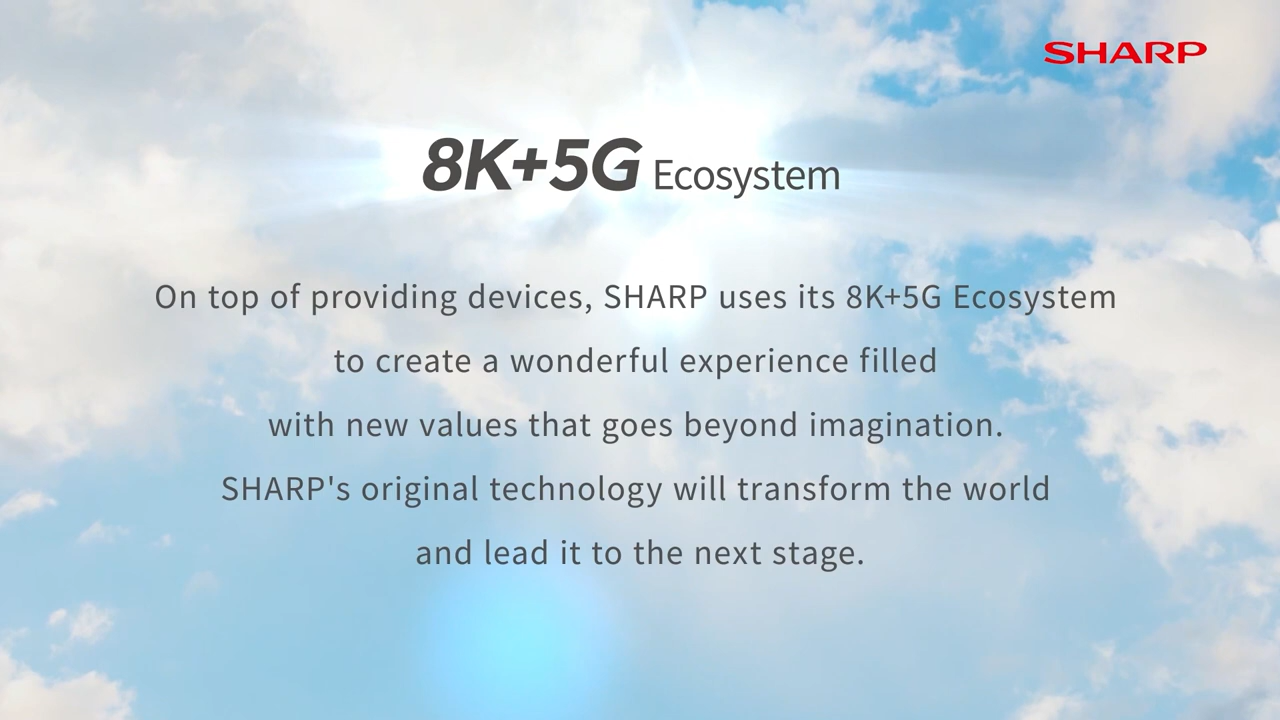 SHARP
8K+5G Ecosystem
On top of providing devices, SHARP uses its 8K+5G Ecosystem
to create a wonderful experience filled
with new values that goes beyond imagination.
SHARP's original technology will transform the world
and lead it to the next stage.